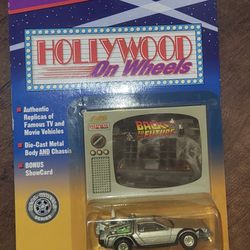 HOLLYWOOD
On Wheels
• Authentic
Replicas of
Famous TV and
Movie Vehicles
• Die-Cast Metal
Body AND Chassis
• BONUS
ShowCard
BACK
TO THE
FUTURE